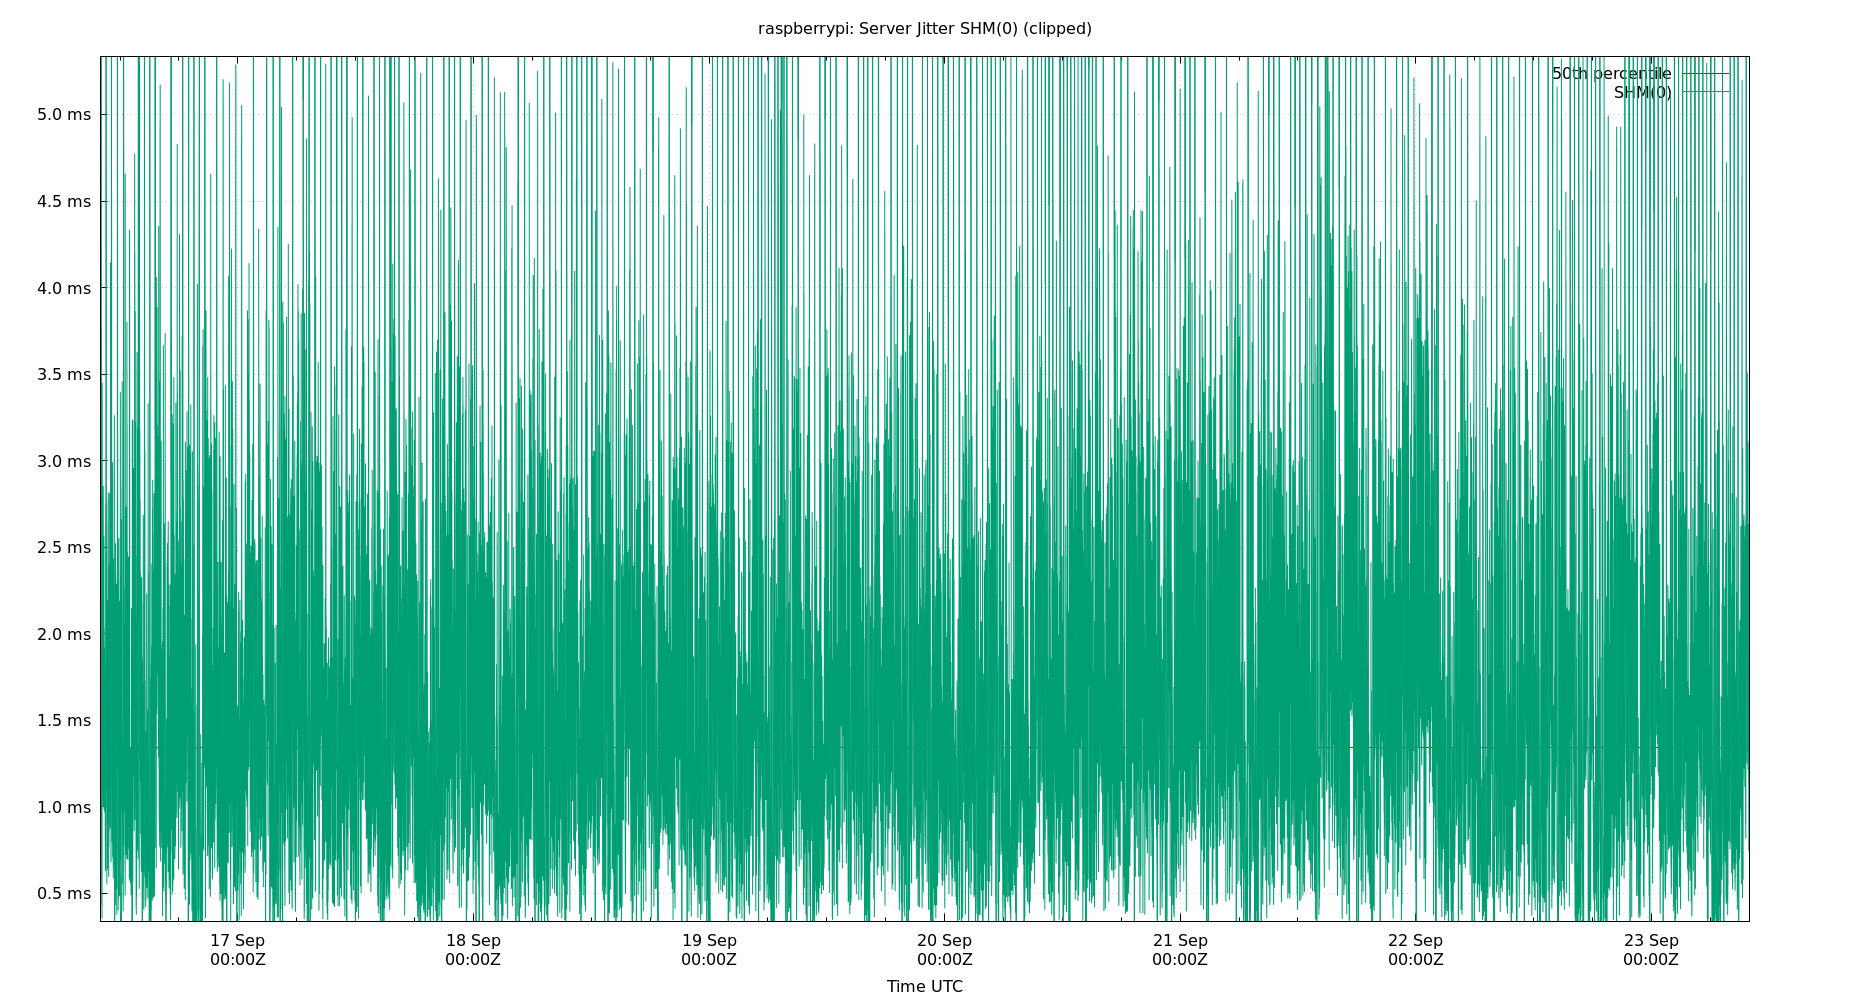 raspberrypi: Server Jitter SHM(0) (clipped)
50th percentile
SHM(0)
5.0 ms
4.5 ms
4.0 ms
3.5 ms
3.0 ms
2.5 ms
2.0 ms
1.5 ms
1.0 ms
0.5 ms
17 Sep 18 Sep 19 Sep 20 Sep 21 Sep 22 Sep 23 Sep
00:00Z 00:00Z 00:00Z 00:00Z 00:00Z 00:00Z 00:00Z
Time UTC